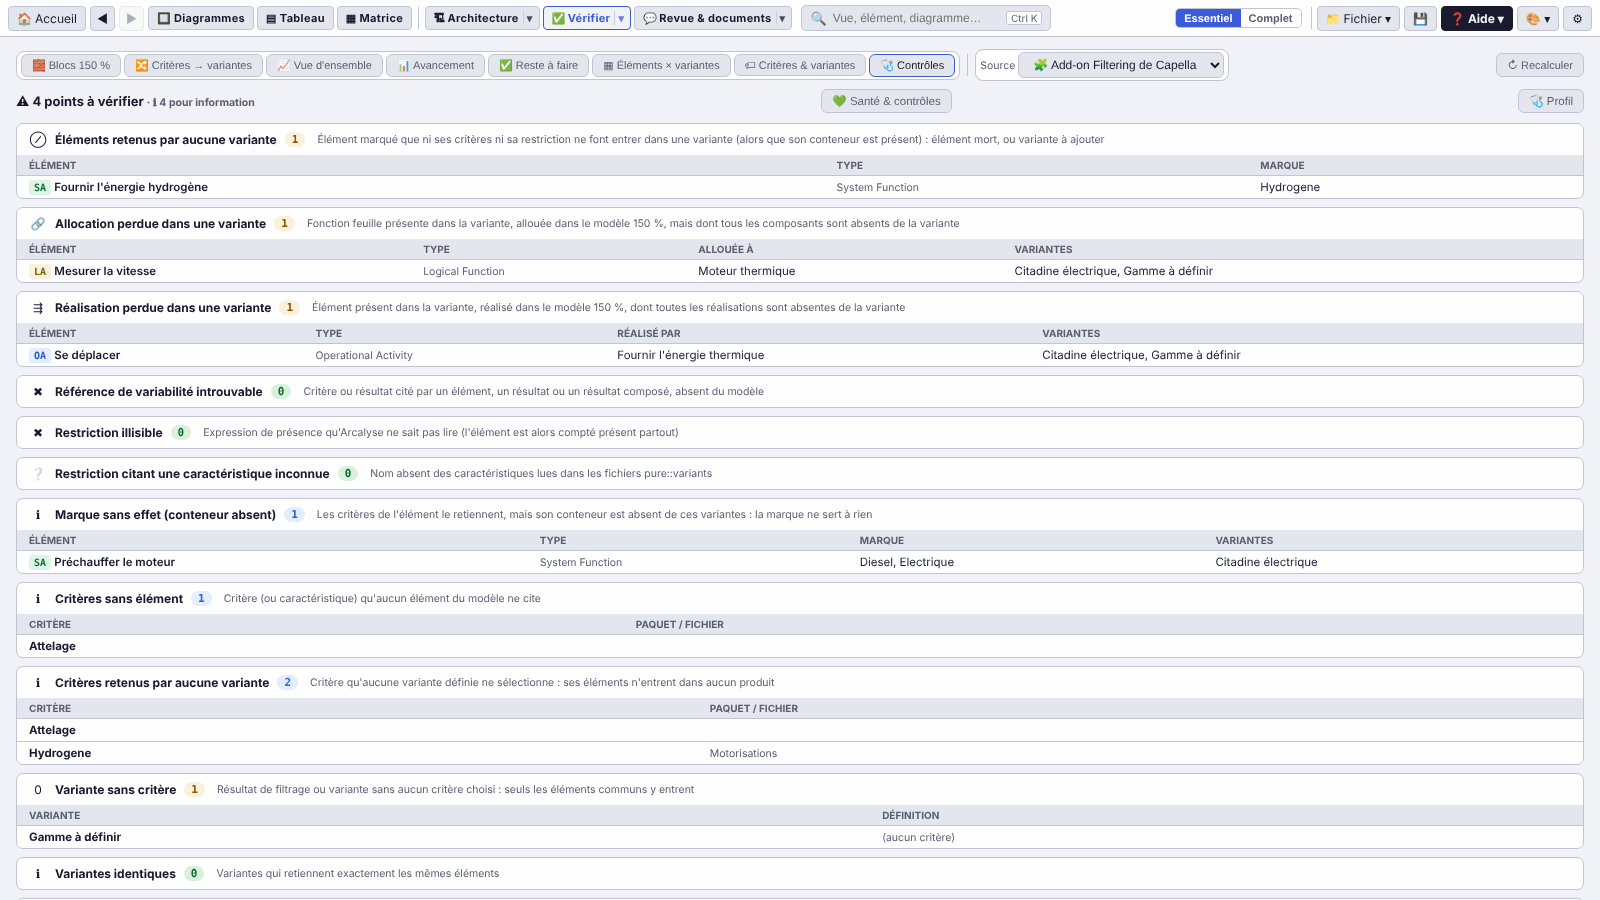 🏠 Accueil ◀ ▶ Diagrammes Tableau Matrice Architecture ▾ ✅ Vérifier ▾ Revue & documents ▾ Vue, élément, diagramme… Ctrl K Essentiel Complet Fichier ▾ Aide ▾
Blocs 150 % Critères → variantes Vue d'ensemble Avancement Reste à faire Éléments × variantes Critères & variantes Contrôles Source Add-on Filtering de Capella Recalculer
4 points à vérifier · ℹ 4 pour information Santé & contrôles Profil
Éléments retenus par aucune variante 1 Élément marqué que ni ses critères ni sa restriction ne font entrer dans une variante (alors que son conteneur est présent) : élément mort, ou variante à ajouter
ÉLÉMENT TYPE MARQUE
SA Fournir l'énergie hydrogène System Function Hydrogene
Allocation perdue dans une variante 1 Fonction feuille présente dans la variante, allouée dans le modèle 150 %, mais dont tous les composants sont absents de la variante
ÉLÉMENT TYPE ALLOUÉE À VARIANTES
LA Mesurer la vitesse Logical Function Moteur thermique Citadine électrique, Gamme à définir
Réalisation perdue dans une variante 1 Élément présent dans la variante, réalisé dans le modèle 150 %, dont toutes les réalisations sont absentes de la variante
ÉLÉMENT TYPE RÉALISÉ PAR VARIANTES
OA Se déplacer Operational Activity Fournir l'énergie thermique Citadine électrique, Gamme à définir
Référence de variabilité introuvable 0 Critère ou résultat cité par un élément, un résultat ou un résultat composé, absent du modèle
Restriction illisible 0 Expression de présence qu'Arcalyse ne sait pas lire (l'élément est alors compté présent partout)
Restriction citant une caractéristique inconnue 0 Nom absent des caractéristiques lues dans les fichiers pure::variants
ℹ Marque sans effet (conteneur absent) 1 Les critères de l'élément le retiennent, mais son conteneur est absent de ces variantes : la marque ne sert à rien
ÉLÉMENT TYPE MARQUE VARIANTES
SA Préchauffer le moteur System Function Diesel, Electrique Citadine électrique
ℹ Critères sans élément 1 Critère (ou caractéristique) qu'aucun élément du modèle ne cite
CRITÈRE PAQUET / FICHIER
Attelage
ℹ Critères retenus par aucune variante 2 Critère qu'aucune variante définie ne sélectionne : ses éléments n'entrent dans aucun produit
CRITÈRE PAQUET / FICHIER
Attelage
Hydrogene Motorisations
0 Variante sans critère 1 Résultat de filtrage ou variante sans aucun critère choisi : seuls les éléments communs y entrent
VARIANTE DÉFINITION
Gamme à définir (aucun critère)
ℹ Variantes identiques 0 Variantes qui retiennent exactement les mêmes éléments